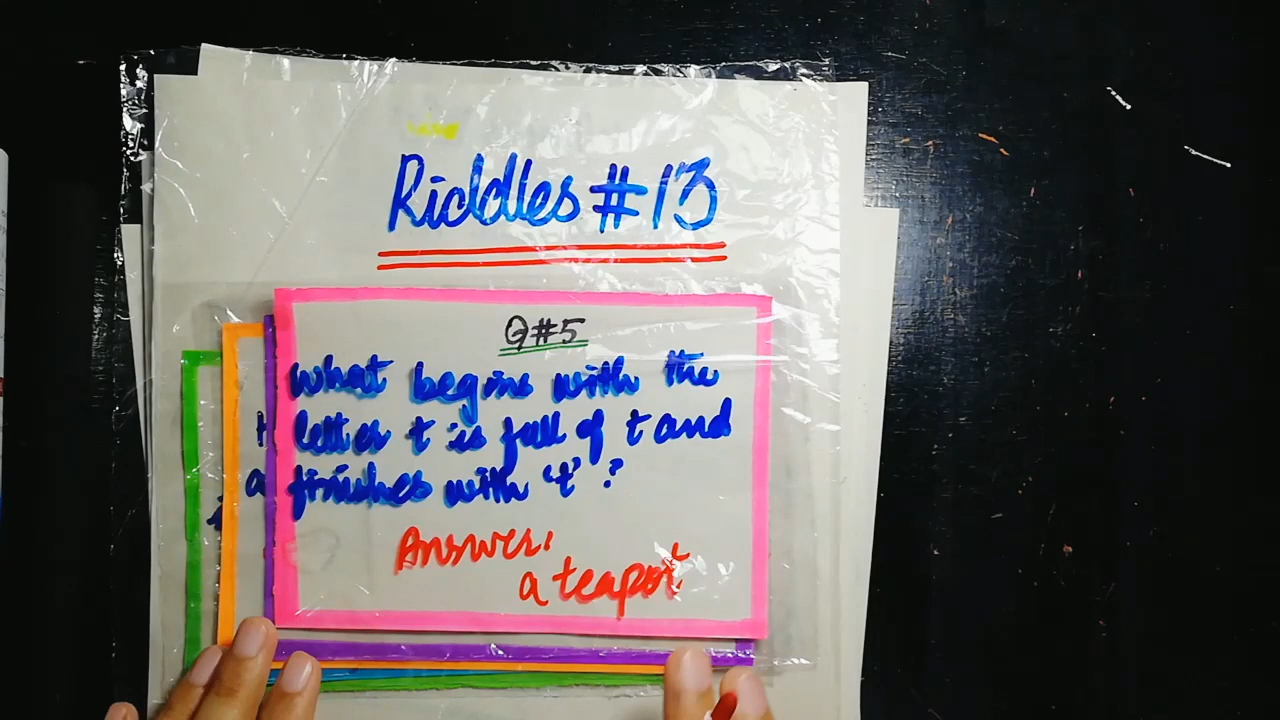 Riddles #13
Q#5
What begins with the
letter t is full of t and
finishes with 't' ?
Answer:
a teapot